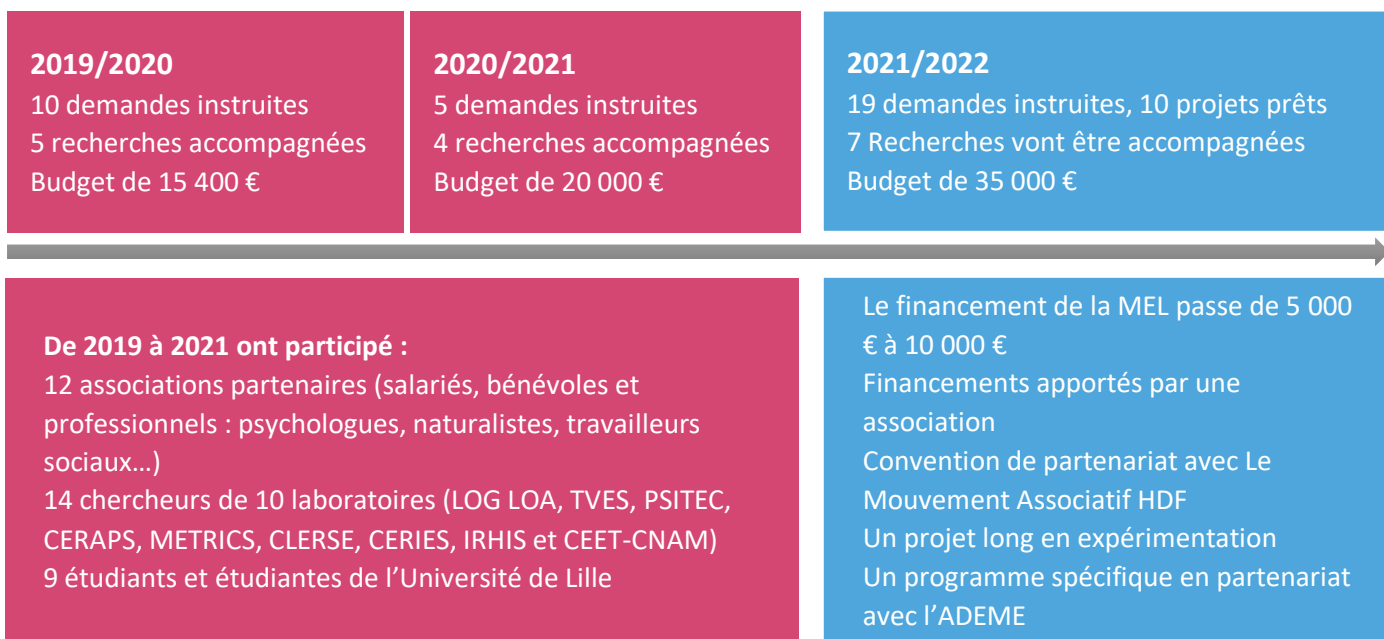 2019/2020
10 demandes instruites
5 recherches accompagnées
Budget de 15 400 €
2020/2021
5 demandes instruites
4 recherches accompagnées
Budget de 20 000 €
2021/2022
19 demandes instruites, 10 projets prêts
7 Recherches vont être accompagnées
Budget de 35 000 €
De 2019 à 2021 ont participé :
12 associations partenaires (salariés, bénévoles et
professionnels : psychologues, naturalistes, travailleurs
sociaux…)
14 chercheurs de 10 laboratoires (LOG LOA, TVES, PSITEC,
CERAPS, METRICS, CLERSE, CERIES, IRHIS et CEET-CNAM)
9 étudiants et étudiantes de l’Université de Lille
Le financement de la MEL passe de 5 000
€ à 10 000 €
Financements apportés par une
association
Convention de partenariat avec Le
Mouvement Associatif HDF
Un projet long en expérimentation
Un programme spécifique en partenariat
avec l’ADEME